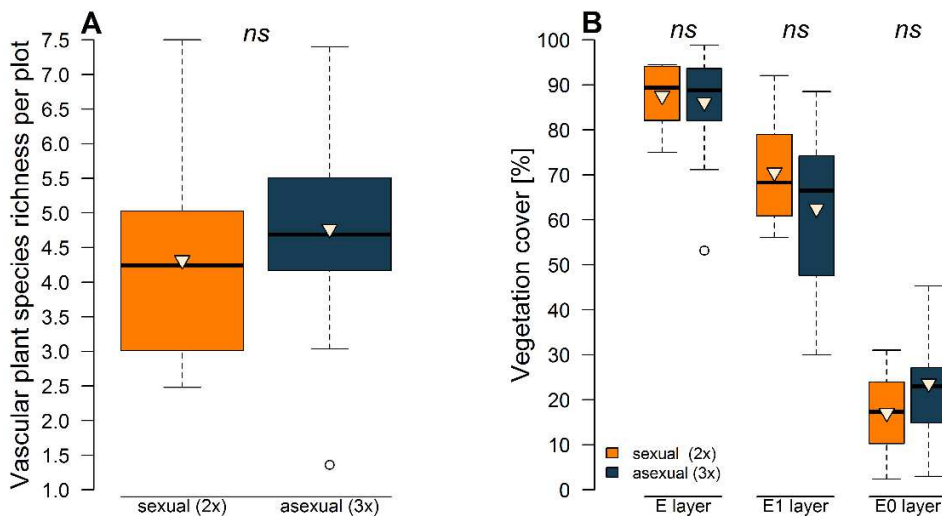 A
ns
Vascular plant species richness per plot
7.5
7.0
6.5
6.0
5.5
5.0
4.5
4.0
3.5
3.0
2.5
2.0
1.5
1.0
sexual (2x) asexual (3x)
B
ns ns ns
Vegetation cover [%]
100
90
80
70
60
50
40
30
20
10
0
sexual (2x)
asexual (3x)
E layer E1 layer E0 layer